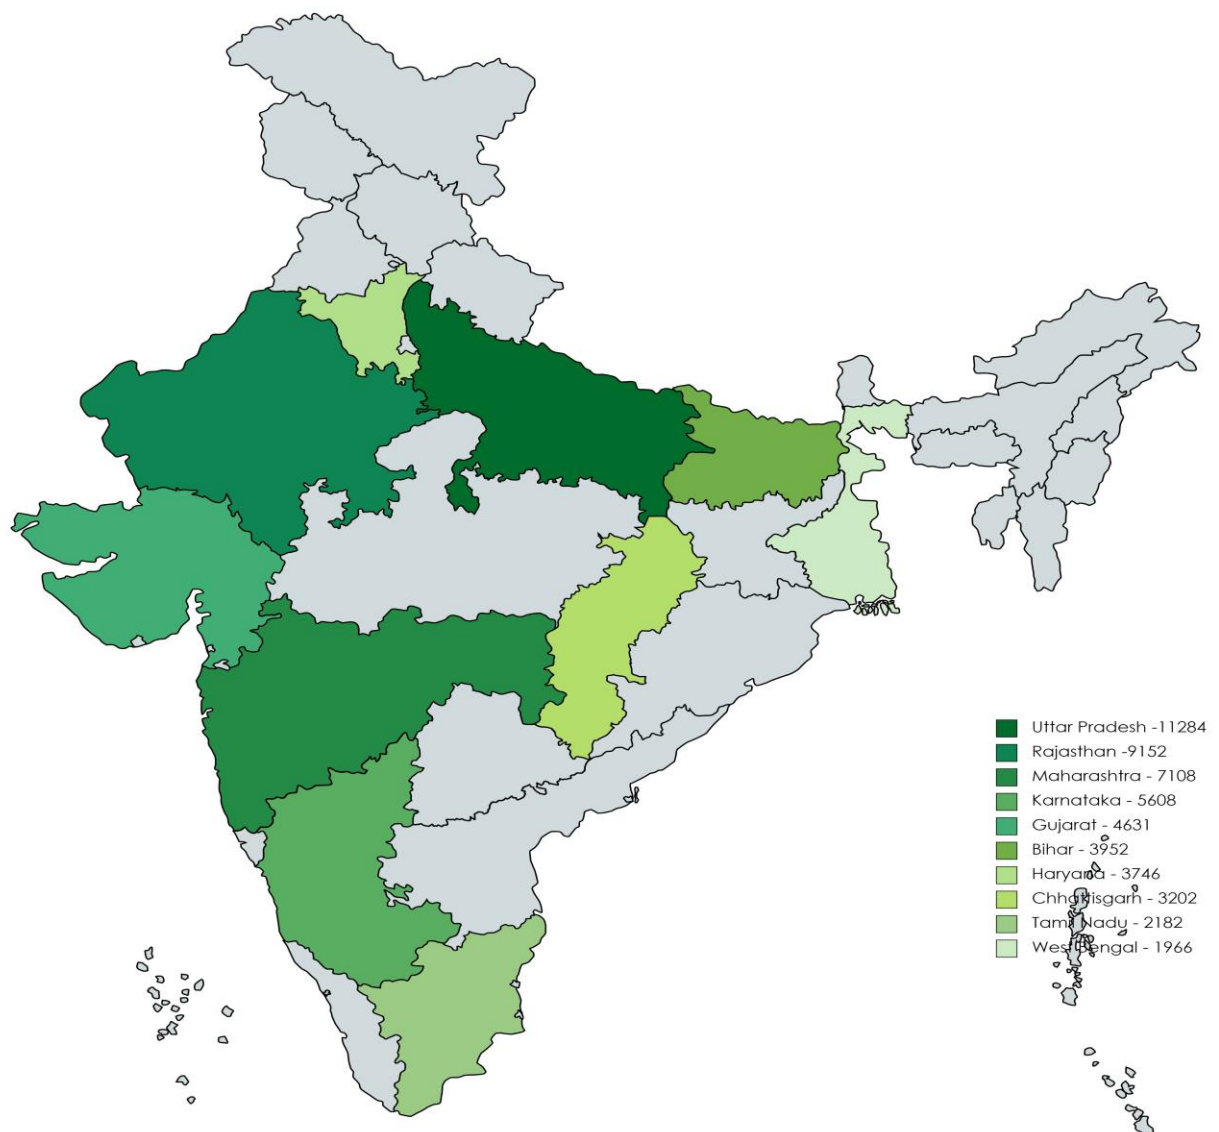 Uttar Pradesh -11284
Rajasthan -9152
Maharashtra - 7108
Karnataka - 5608
Gujarat - 4631
Bihar - 3952
Haryana - 3746
Chhattisgarh - 3202
Tamil Nadu - 2182
West Bengal - 1966